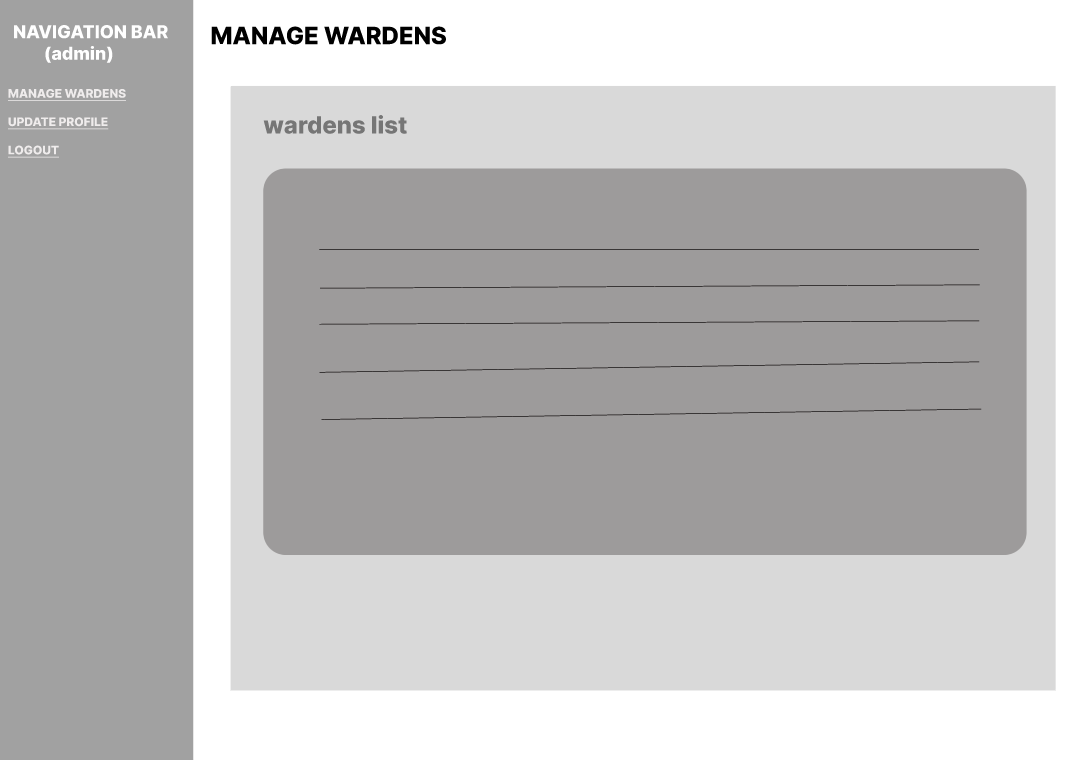 NAVIGATION BAR
(admin)
MANAGE WARDENS
UPDATE PROFILE
LOGOUT
MANAGE WARDENS
wardens list